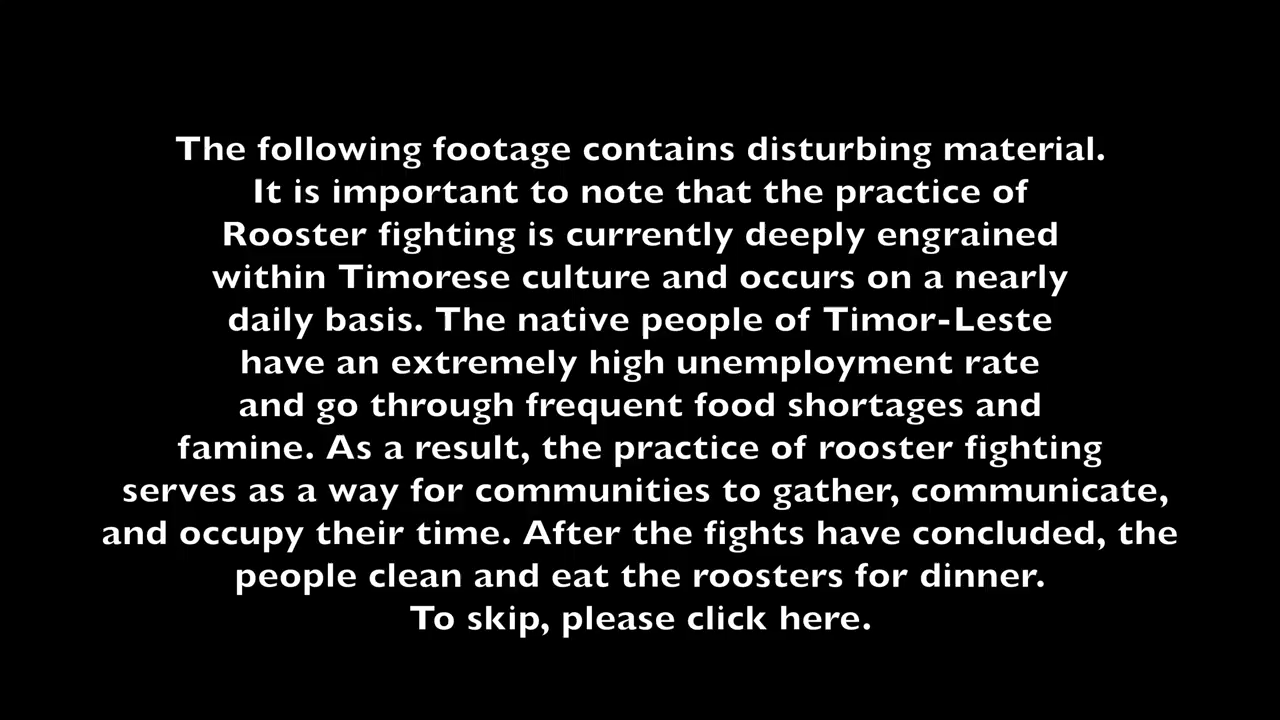 The following footage contains disturbing material.
It is important to note that the practice of
Rooster fighting is currently deeply engrained
within Timorese culture and occurs on a nearly
daily basis. The native people of Timor-Leste
have an extremely high unemployment rate
and go through frequent food shortages and
famine. As a result, the practice of rooster fighting
serves as a way for communities to gather, communicate,
and occupy their time. After the fights have concluded, the
people clean and eat the roosters for dinner.
To skip, please click here.